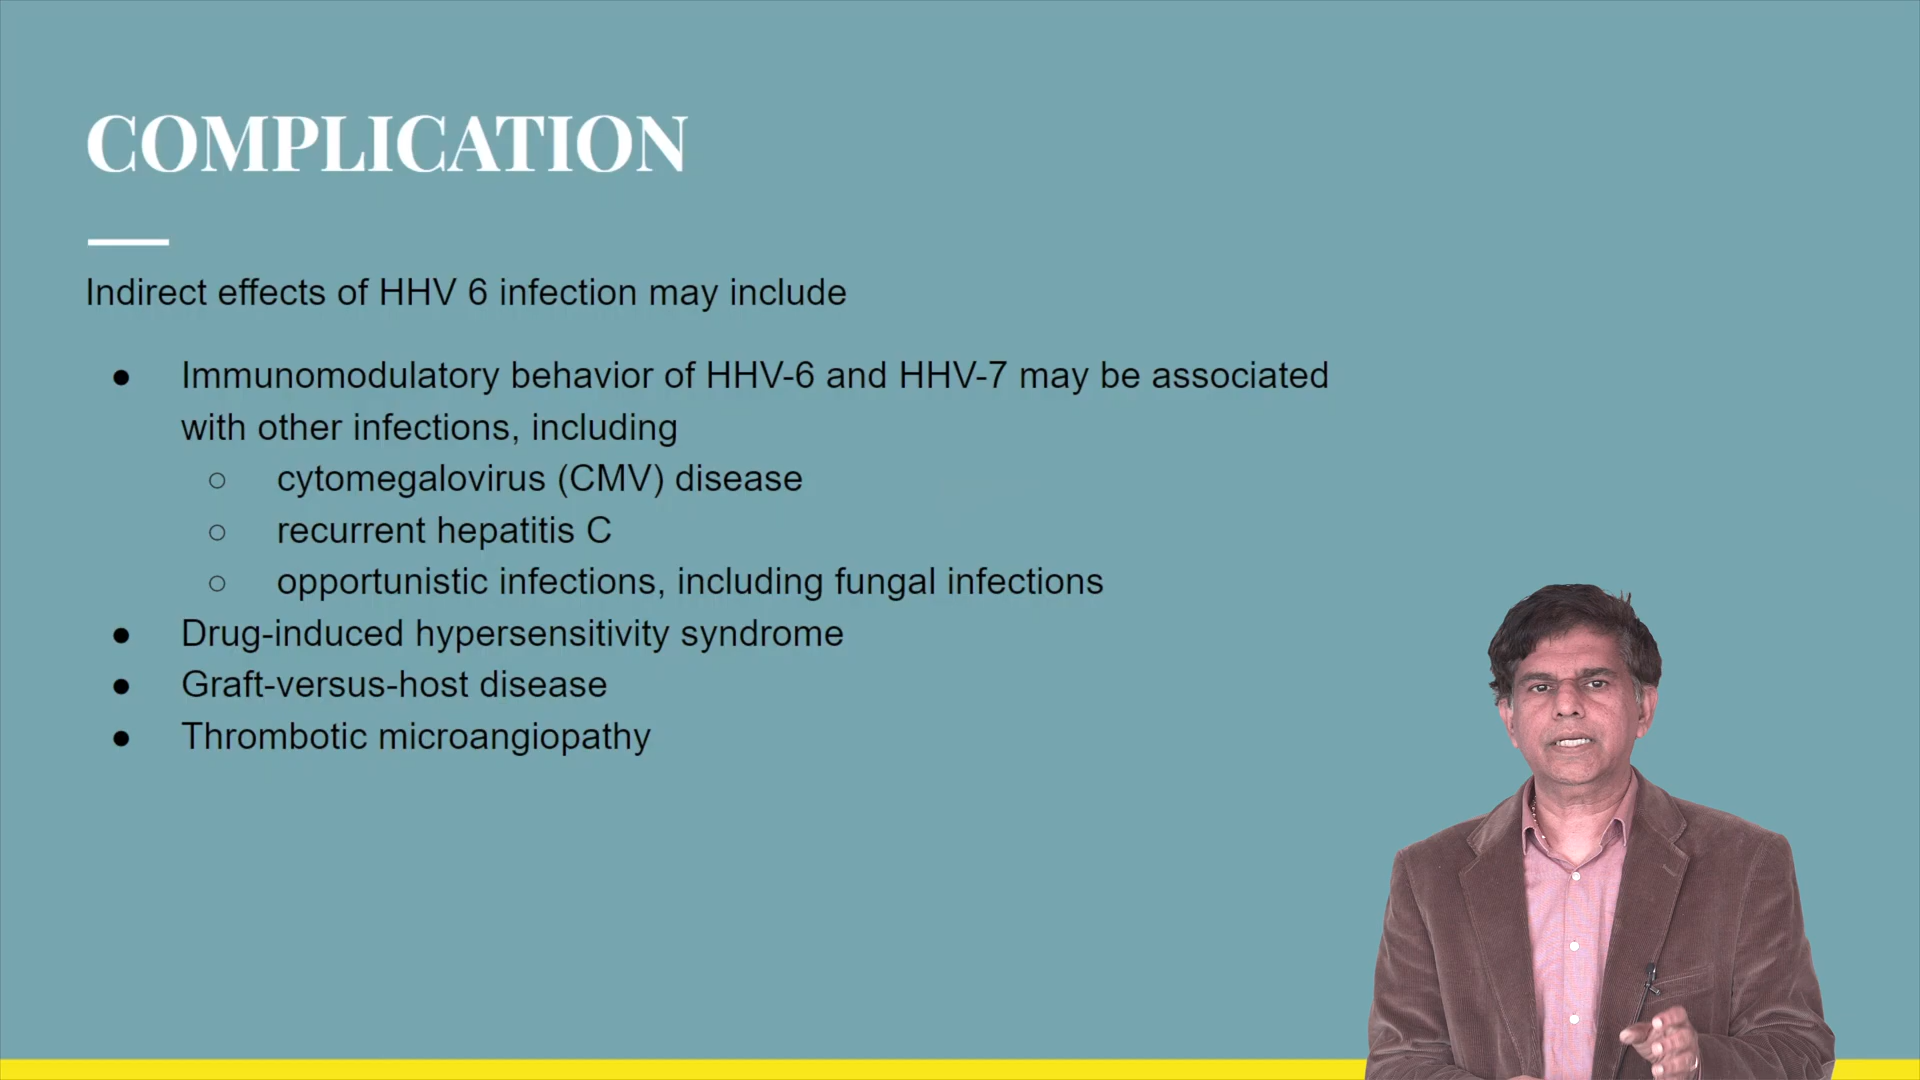 COMPLICATION
Indirect effects of HHV 6 infection may include
● Immunomodulatory behavior of HHV-6 and HHV-7 may be associated
with other infections, including
○ cytomegalovirus (CMV) disease
○ recurrent hepatitis C
○ opportunistic infections, including fungal infections
● Drug-induced hypersensitivity syndrome
● Graft-versus-host disease
● Thrombotic microangiopathy